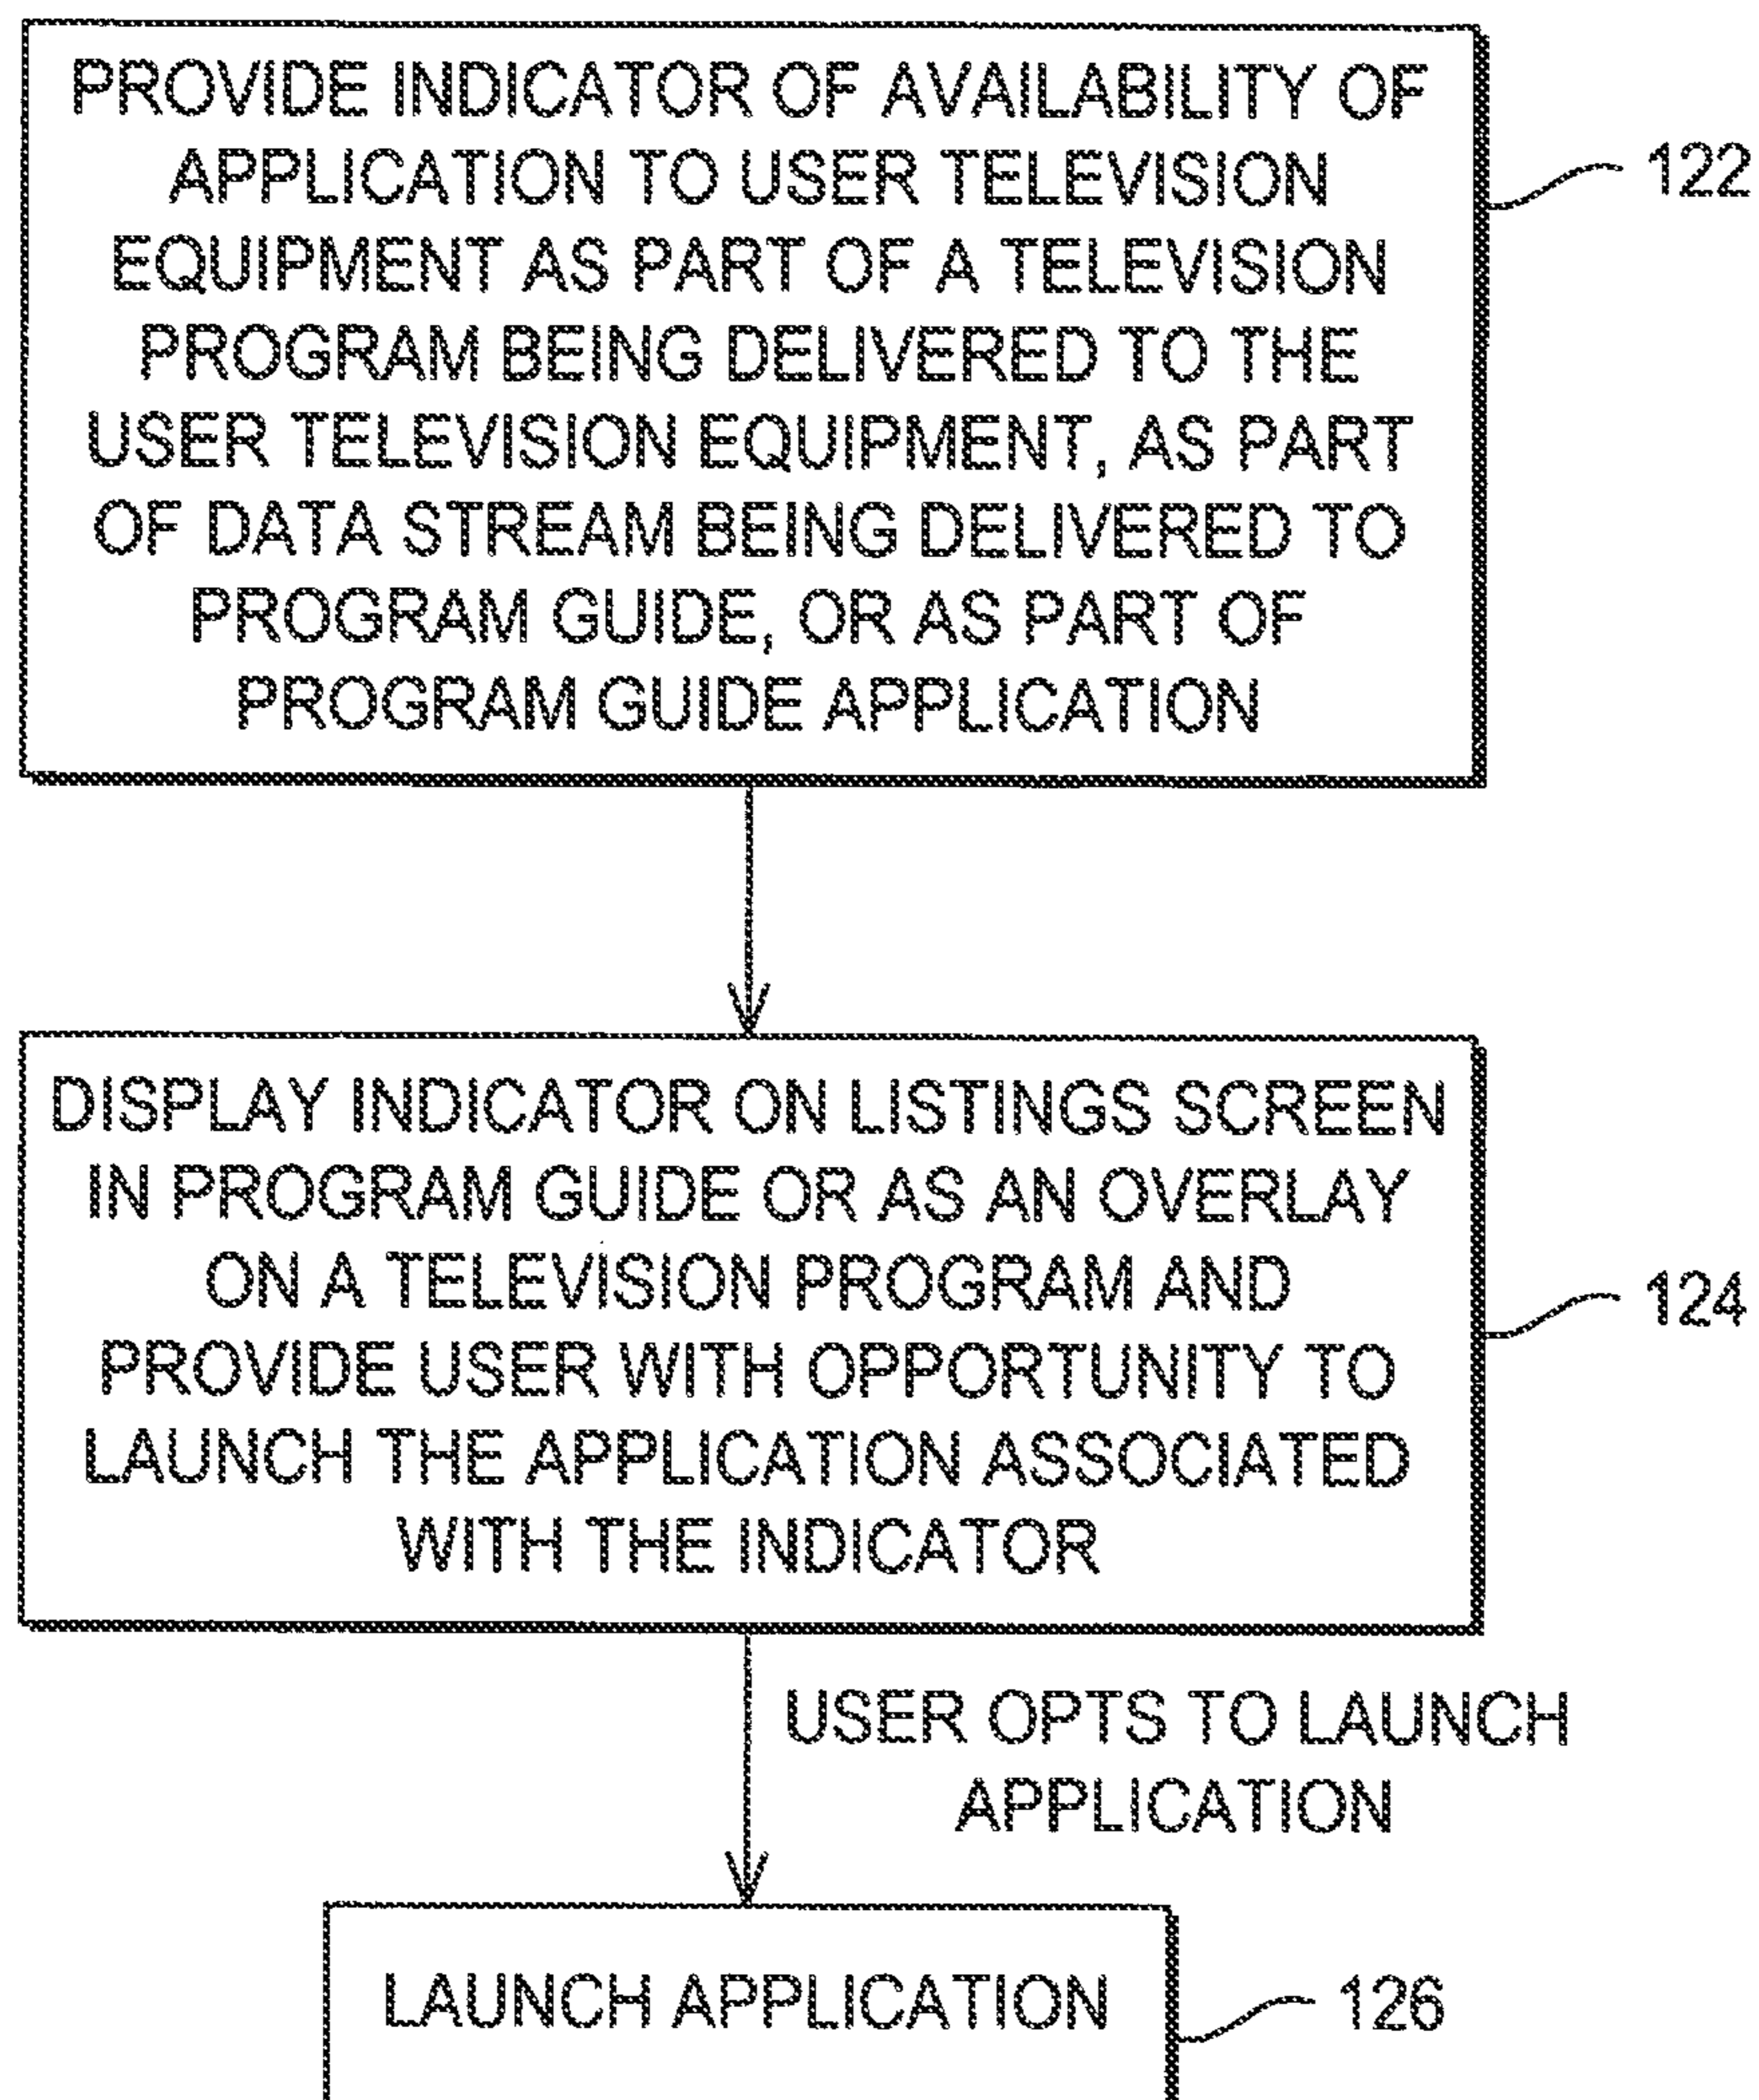 PROVIDE INDICATOR OF AVAILABILITY OF
APPLICATION TO USER TELEVISION
EQUIPMENT AS PART OF A TELEVISION
PROGRAM BEING DELIVERED TO THE
USER TELEVISION EQUIPMENT, AS PART
OF DATA STREAM BEING DELIVERED TO
PROGRAM GUIDE, OR AS PART OF
PROGRAM GUIDE APPLICATION
122
DISPLAY INDICATOR ON LISTINGS SCREEN
IN PROGRAM GUIDE OR AS AN OVERLAY
ON A TELEVISION PROGRAM AND
PROVIDE USER WITH OPPORTUNITY TO
LAUNCH THE APPLICATION ASSOCIATED
WITH THE INDICATOR
124
USER OPTS TO LAUNCH
APPLICATION
LAUNCH APPLICATION
126